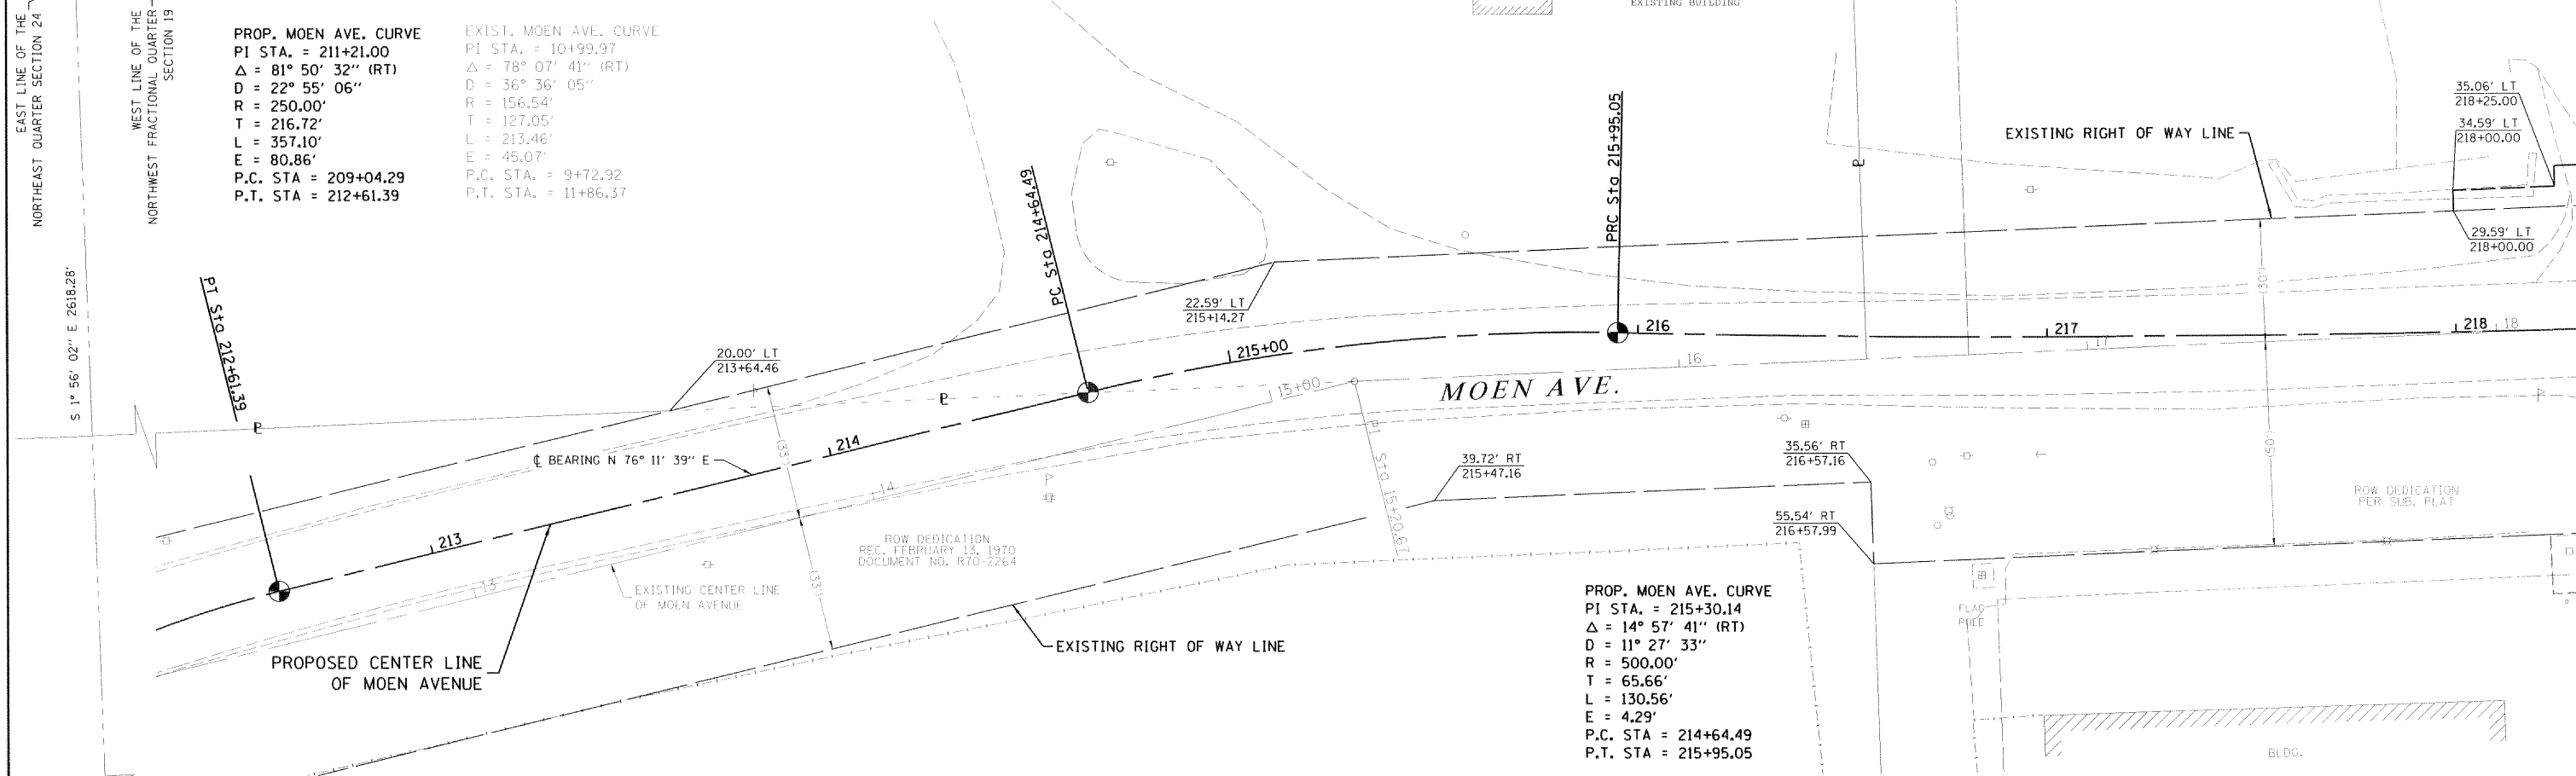 EAST LINE OF THE
NORTHEAST QUARTER SECTION 24
WEST LINE OF THE
NORTHWEST FRACTIONAL QUARTER
SECTION 19
S 1° 56' 02" E 2618.28'
PROP. MOEN AVE. CURVE
PI STA. = 211+21.00
Δ = 81° 50' 32" (RT)
D = 22° 55' 06"
R = 250.00'
T = 216.72'
L = 357.10'
E = 80.86'
P.C. STA = 209+04.29
P.T. STA = 212+61.39
EXIST. MOEN AVE. CURVE
PI STA. = 10+99.97
Δ = 78° 07' 41" (RT)
D = 36° 36' 05"
R = 156.54'
T = 127.05'
L = 213.46'
E = 45.07'
P.C. STA. = 9+72.92
P.T. STA. = 11+86.37
EXISTING BUILDING
PT Sta 212+61.39
PC Sta 214+64.49
PRC Sta 215+95.05
EXISTING RIGHT OF WAY LINE
35.06' LT
218+25.00
34.59' LT
218+00.00
29.59' LT
218+00.00
22.59' LT
215+14.27
20.00' LT
213+64.46
℄ BEARING N 76° 11' 39" E
213
214
215+00
216
217
218
13
14
15+00
16
17
18
(33')
(33')
(30')
(50')
MOEN AVE.
PT Sta 15+20.67
39.72' RT
215+47.16
35.56' RT
216+57.16
55.54' RT
216+57.99
ROW DEDICATION
PER SUB. PLAT
ROW DEDICATION
REC. FEBRUARY 13, 1970
DOCUMENT NO. R70-2264
EXISTING CENTER LINE
OF MOEN AVENUE
PROPOSED CENTER LINE
OF MOEN AVENUE
EXISTING RIGHT OF WAY LINE
PROP. MOEN AVE. CURVE
PI STA. = 215+30.14
Δ = 14° 57' 41" (RT)
D = 11° 27' 33"
R = 500.00'
T = 65.66'
L = 130.56'
E = 4.29'
P.C. STA = 214+64.49
P.T. STA = 215+95.05
FLAG
POLE
BLDG.